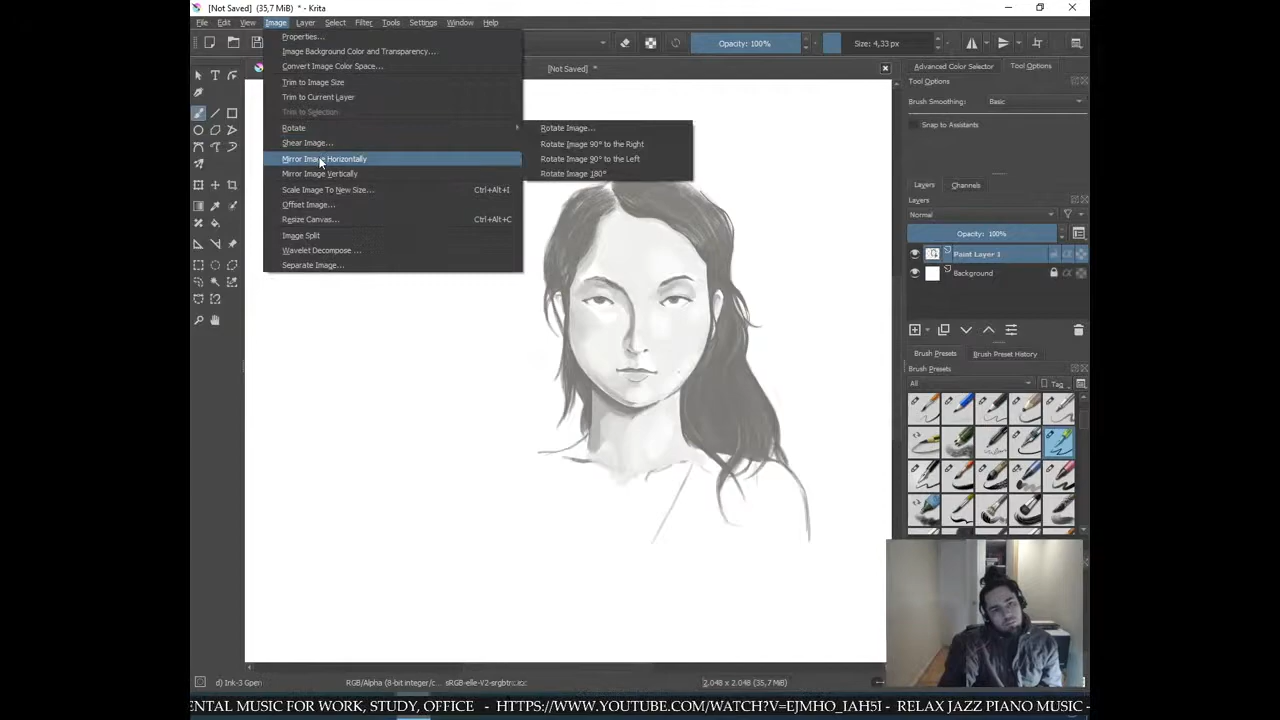 [Not Saved] (35,7 MiB) * - Krita
File Edit View Image Layer Select Filter Tools Settings Window Help
Properties...
Opacity: 100%
Size: 4,33 px
Image Background Color and Transparency...
Convert Image Color Space...
[Not Saved] *
Advanced Color Selector
Tool Options
Trim to Image Size
Tool Options
Trim to Current Layer
Brush Smoothing:
Basic
Trim to Selection
Snap to Assistants
Rotate
Rotate Image...
Shear Image...
Rotate Image 90° to the Right
Mirror Image Horizontally
Rotate Image 90° to the Left
Mirror Image Vertically
Rotate Image 180°
Layers
Channels
Scale Image To New Size...
Ctrl+Alt+I
Layers
Offset Image...
Normal
Resize Canvas...
Ctrl+Alt+C
Image Split
Opacity: 100%
Wavelet Decompose ...
Paint Layer 1
Separate Image...
Background
Brush Presets
Brush Preset History
Brush Presets
All
Tag
RGB/Alpha (8-bit integer/c...
2.048 x 2.048 (35,7 MiB)
ENTAL MUSIC FOR WORK, STUDY, OFFICE - HTTPS://WWW.YOUTUBE.COM/WATCH?V=EJMHO_IAH5I - RELAX JAZZ PIANO MUSIC -